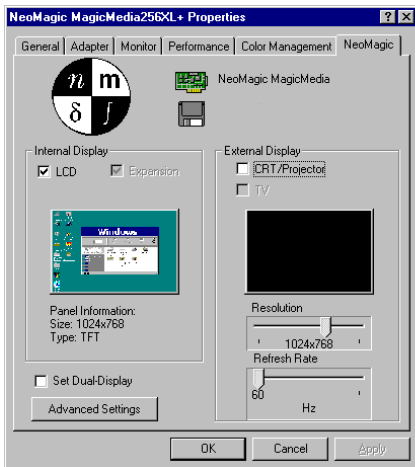 NeoMagic MagicMedia256XL+ Properties
General Adapter Monitor Performance Color Management NeoMagic
n m
δ ∫
NeoMagic MagicMedia
Internal Display
LCD Expansion
Windows
Panel Information:
Size: 1024x768
Type: TFT
External Display
CRT/Projector
TV
Resolution
1024x768
Refresh Rate
60
Hz
Set Dual-Display
Advanced Settings
OK Cancel Apply